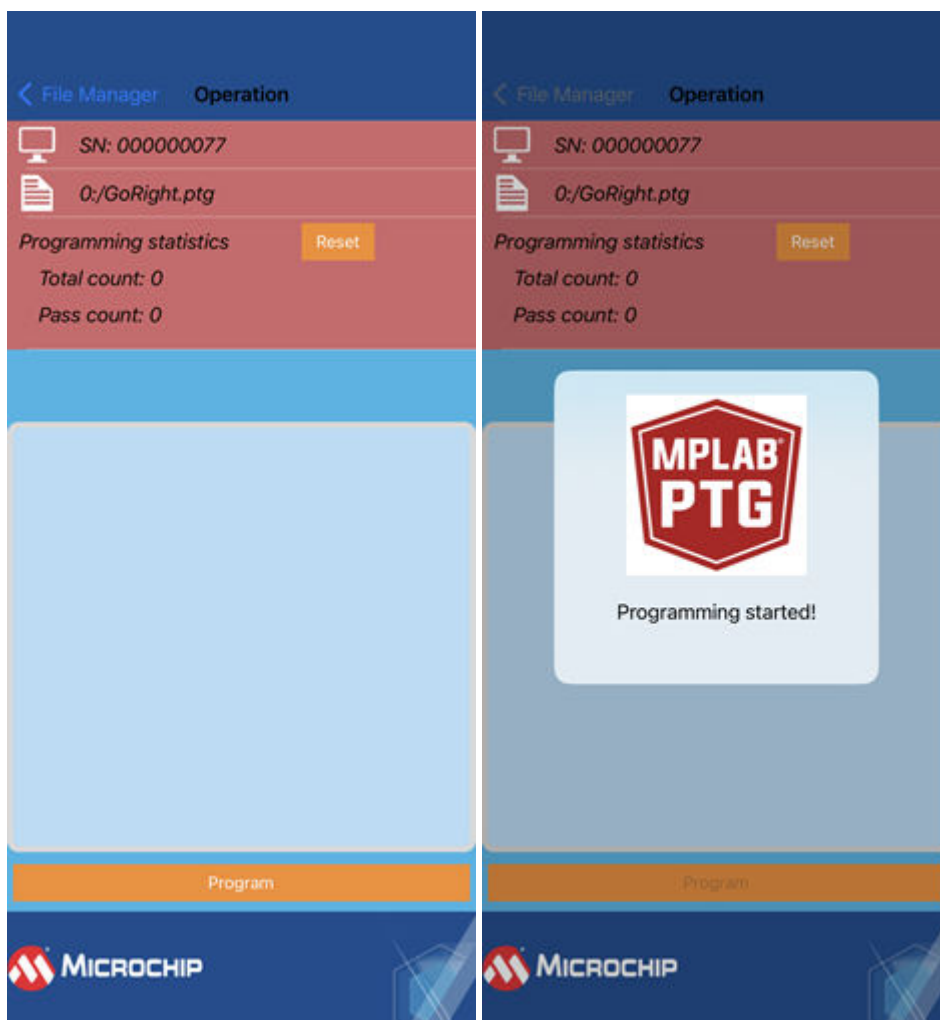 File Manager Operation
SN: 000000077
0:/GoRight.ptg
Programming statistics Reset
Total count: 0
Pass count: 0
Program
MICROCHIP
File Manager Operation
SN: 000000077
0:/GoRight.ptg
Programming statistics Reset
Total count: 0
Pass count: 0
MPLAB®
PTG
Programming started!
Program
MICROCHIP